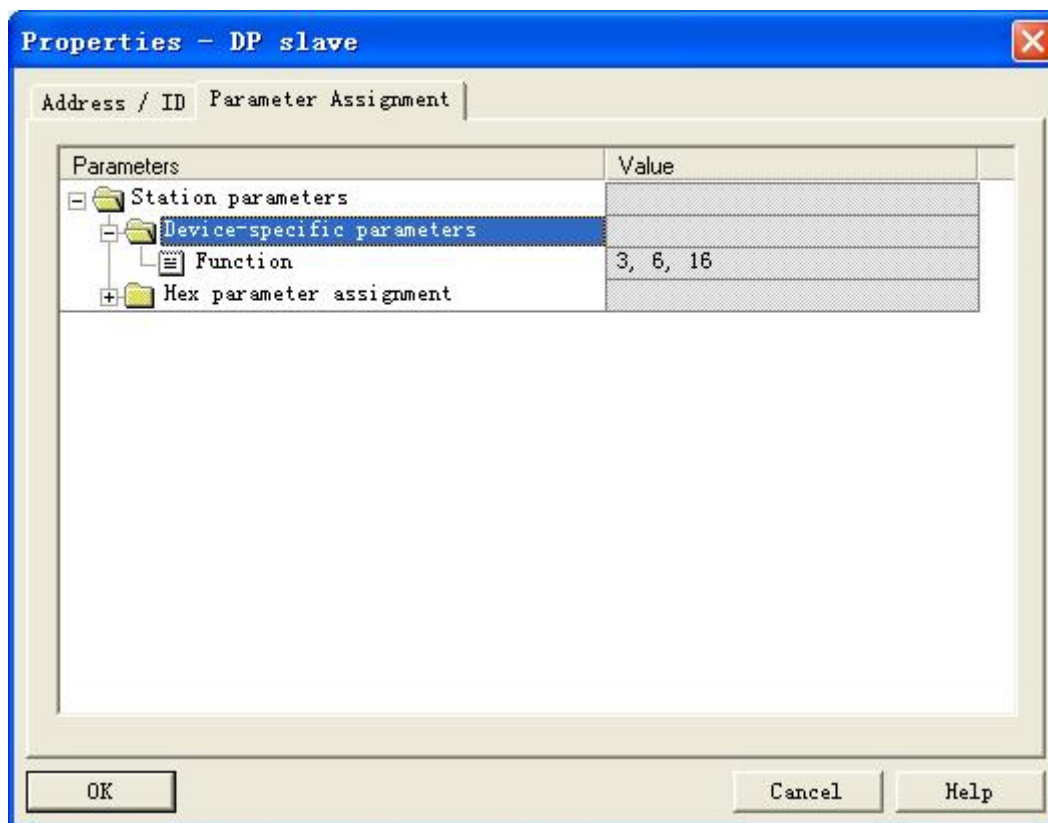 Properties - DP slave
Address / ID Parameter Assignment
Parameters Value
Station parameters
Device-specific parameters
Function 3, 6, 16
Hex parameter assignment
OK Cancel Help